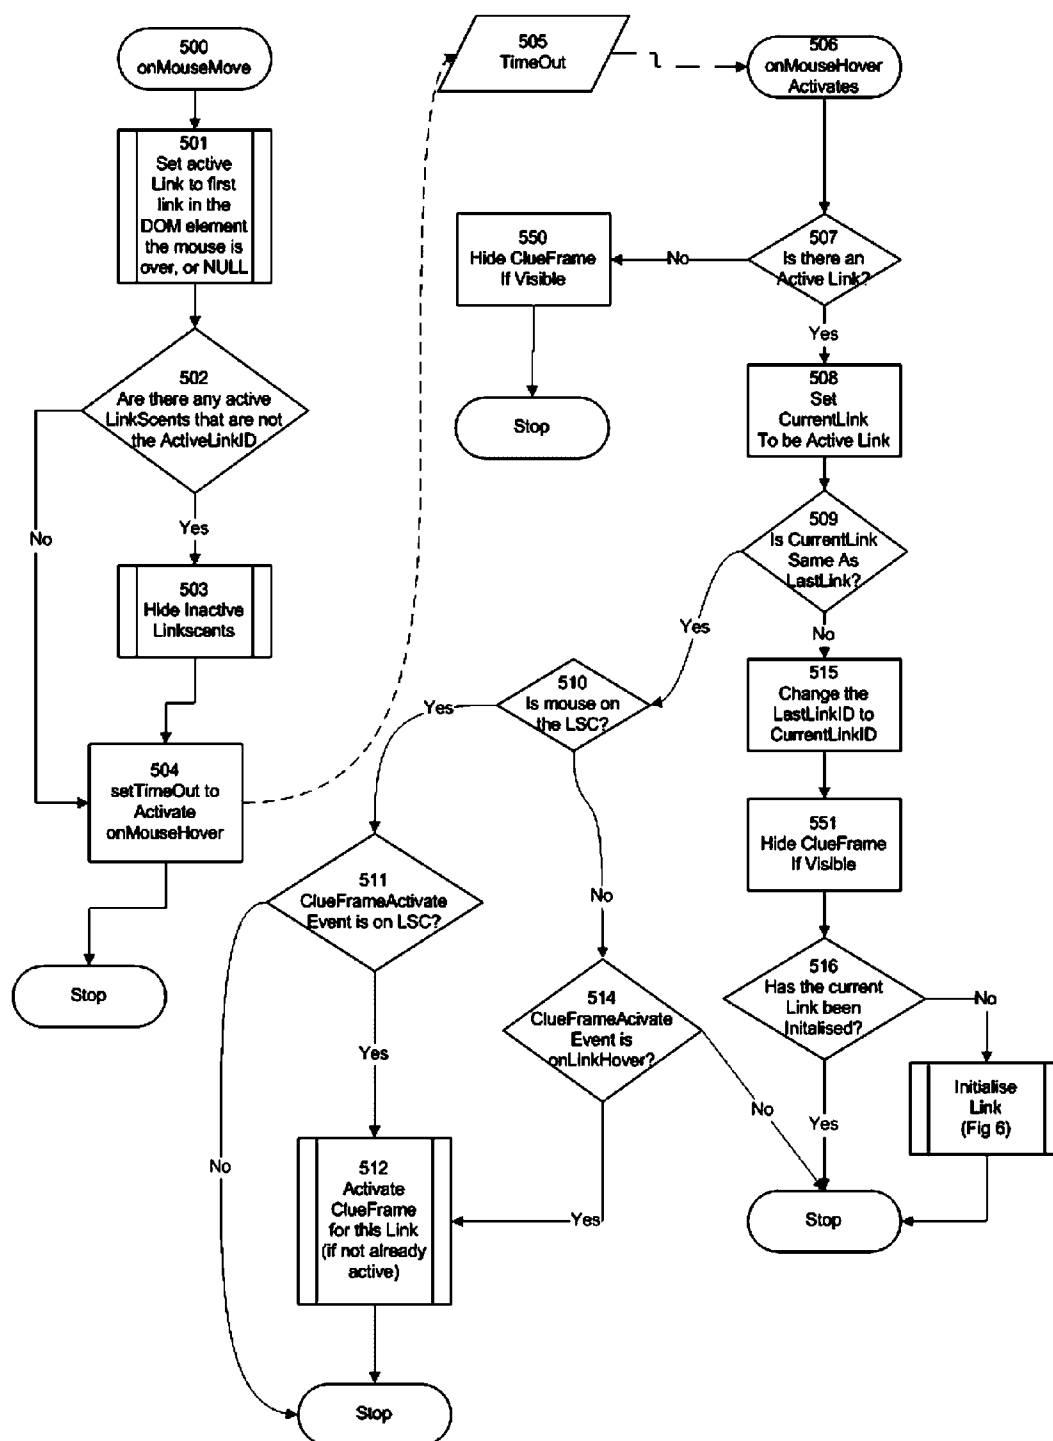 500
onMouseMove
501
Set active
Link to first
link in the
DOM element
the mouse is
over, or NULL
502
Are there any active
LinkScents that are not
the ActiveLinkID
No
Yes
503
Hide Inactive
Linkscents
504
setTimeOut to
Activate
onMouseHover
Stop
505
TimeOut
1
506
onMouseHover
Activates
507
Is there an
Active Link?
No
550
Hide ClueFrame
If Visible
Stop
Yes
508
Set
CurrentLink
To be Active Link
509
Is CurrentLink
Same As
LastLink?
Yes
No
510
Is mouse on
the LSC?
Yes
No
511
ClueFrameActivate
Event is on LSC?
No
Yes
512
Activate
ClueFrame
for this Link
(if not already
active)
Stop
514
ClueFrameAcivate
Event is
onLinkHover?
Yes
No
515
Change the
LastLinkID to
CurrentLinkID
551
Hide ClueFrame
If Visible
516
Has the current
Link been
Initalised?
No
Yes
Initialise
Link
(Fig 6)
Stop